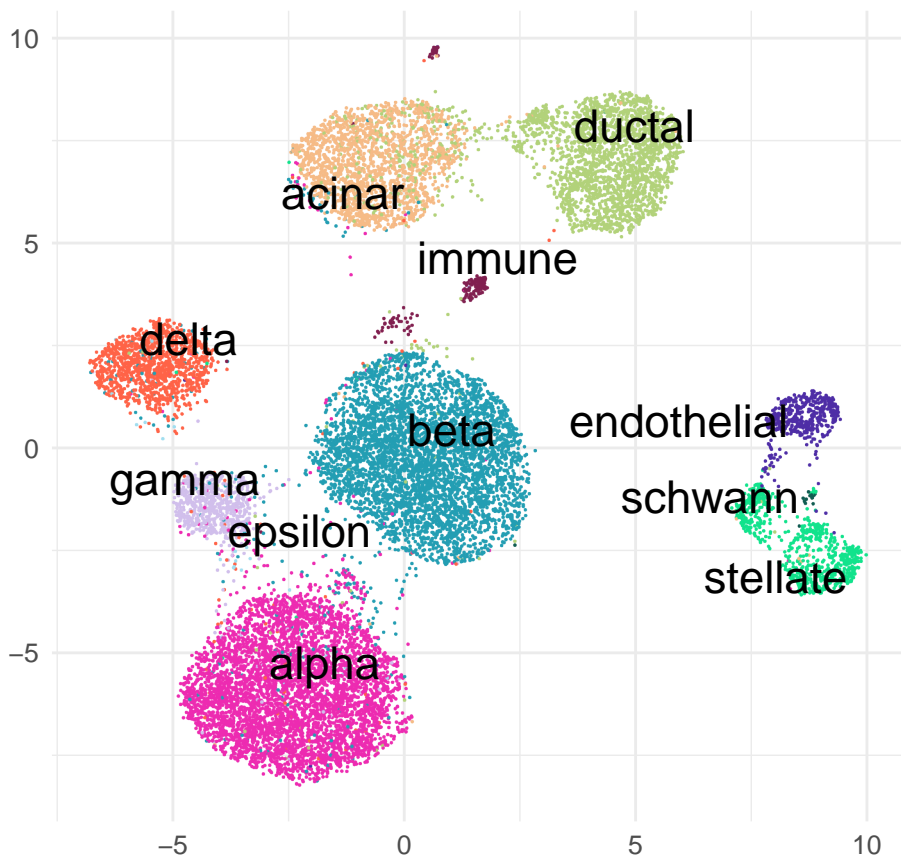 10
ductal
acinar
immune
5
delta
endothelial
beta
0
gamma
schwann
epsilon
stellate
alpha
−5
−5
0
5
10